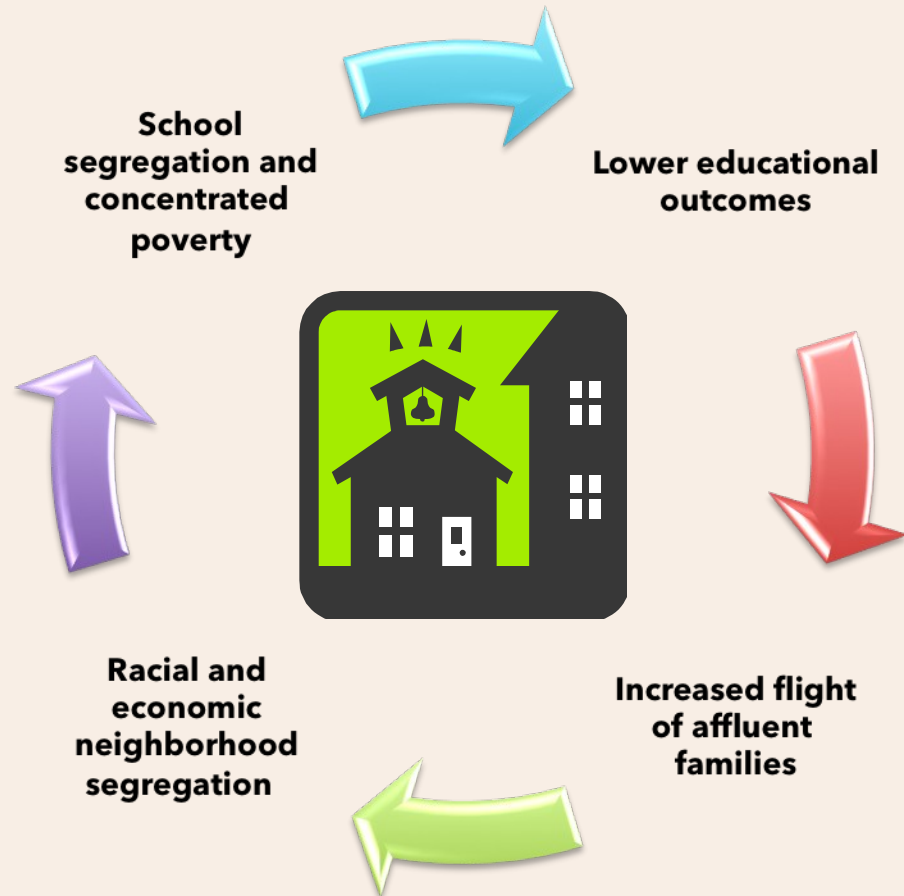 School
segregation and
concentrated
poverty
Lower educational
outcomes
Increased flight
of affluent
families
Racial and
economic
neighborhood
segregation